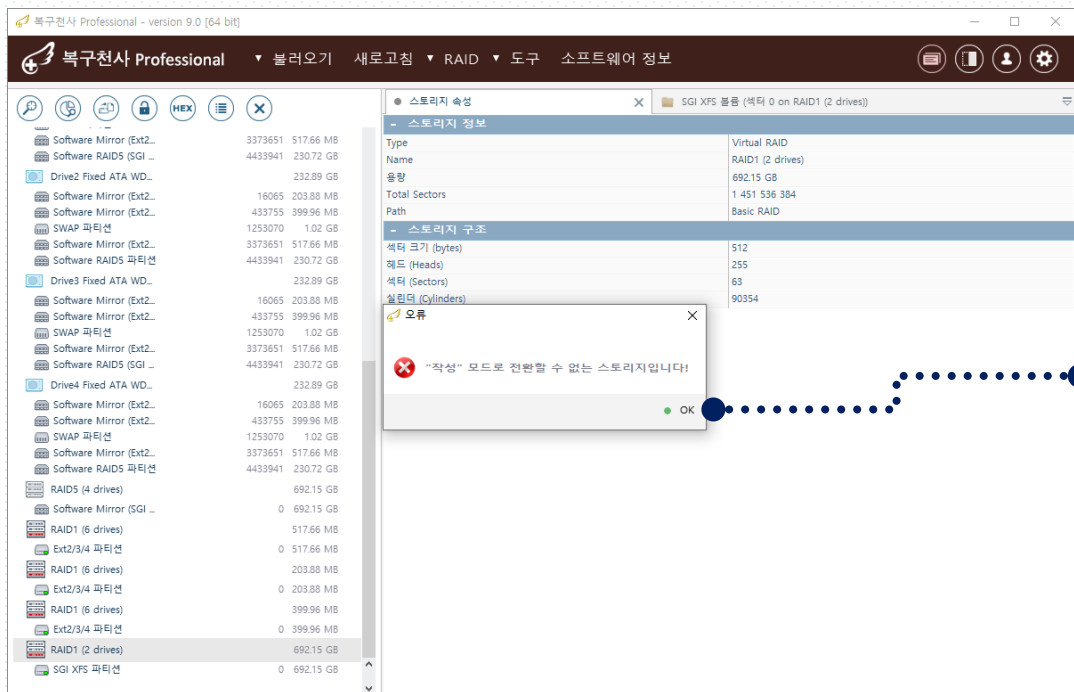 복구천사 Professional - version 9.0 [64 bit]
복구천사 Professional ▼ 불러오기 새로고침 ▼ RAID ▼ 도구 소프트웨어 정보
HEX
Software Mirror (Ext2... 3373651 517.66 MB
Software RAID5 (SGI ... 4433941 230.72 GB
Drive2 Fixed ATA WD... 232.89 GB
Software Mirror (Ext2... 16065 203.88 MB
Software Mirror (Ext2... 433755 399.96 MB
SWAP 파티션 1253070 1.02 GB
Software Mirror (Ext2... 3373651 517.66 MB
Software RAID5 파티션 4433941 230.72 GB
Drive3 Fixed ATA WD... 232.89 GB
Software Mirror (Ext2... 16065 203.88 MB
Software Mirror (Ext2... 433755 399.96 MB
SWAP 파티션 1253070 1.02 GB
Software Mirror (Ext2... 3373651 517.66 MB
Software RAID5 (SGI ... 4433941 230.72 GB
Drive4 Fixed ATA WD... 232.89 GB
Software Mirror (Ext2... 16065 203.88 MB
Software Mirror (Ext2... 433755 399.96 MB
SWAP 파티션 1253070 1.02 GB
Software Mirror (Ext2... 3373651 517.66 MB
Software RAID5 파티션 4433941 230.72 GB
RAID5 (4 drives) 692.15 GB
Software Mirror (SGI ... 0 692.15 GB
RAID1 (6 drives) 517.66 MB
Ext2/3/4 파티션 0 517.66 MB
RAID1 (6 drives) 203.88 MB
Ext2/3/4 파티션 0 203.88 MB
RAID1 (6 drives) 399.96 MB
Ext2/3/4 파티션 0 399.96 MB
RAID1 (2 drives) 692.15 GB
SGI XFS 파티션 0 692.15 GB
스토리지 속성
SGI XFS 볼륨 (섹터 0 on RAID1 (2 drives))
- 스토리지 정보
Type Virtual RAID
Name RAID1 (2 drives)
용량 692.15 GB
Total Sectors 1 451 536 384
Path Basic RAID
- 스토리지 구조
섹터 크기 (bytes) 512
헤드 (Heads) 255
섹터 (Sectors) 63
실린더 (Cylinders) 90354
오류
"작성" 모드로 전환할 수 없는 스토리지입니다!
OK